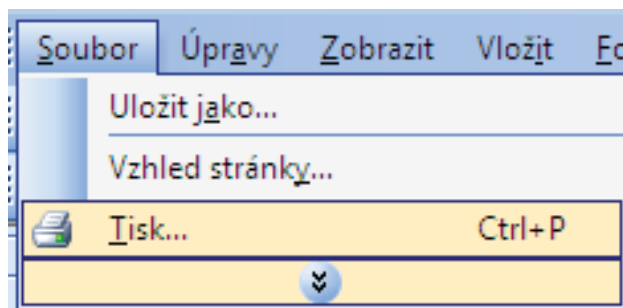 Soubor Úpravy Zobrazit Vložit
Uložit jako...
Vzhled stránky...
Tisk... Ctrl+P